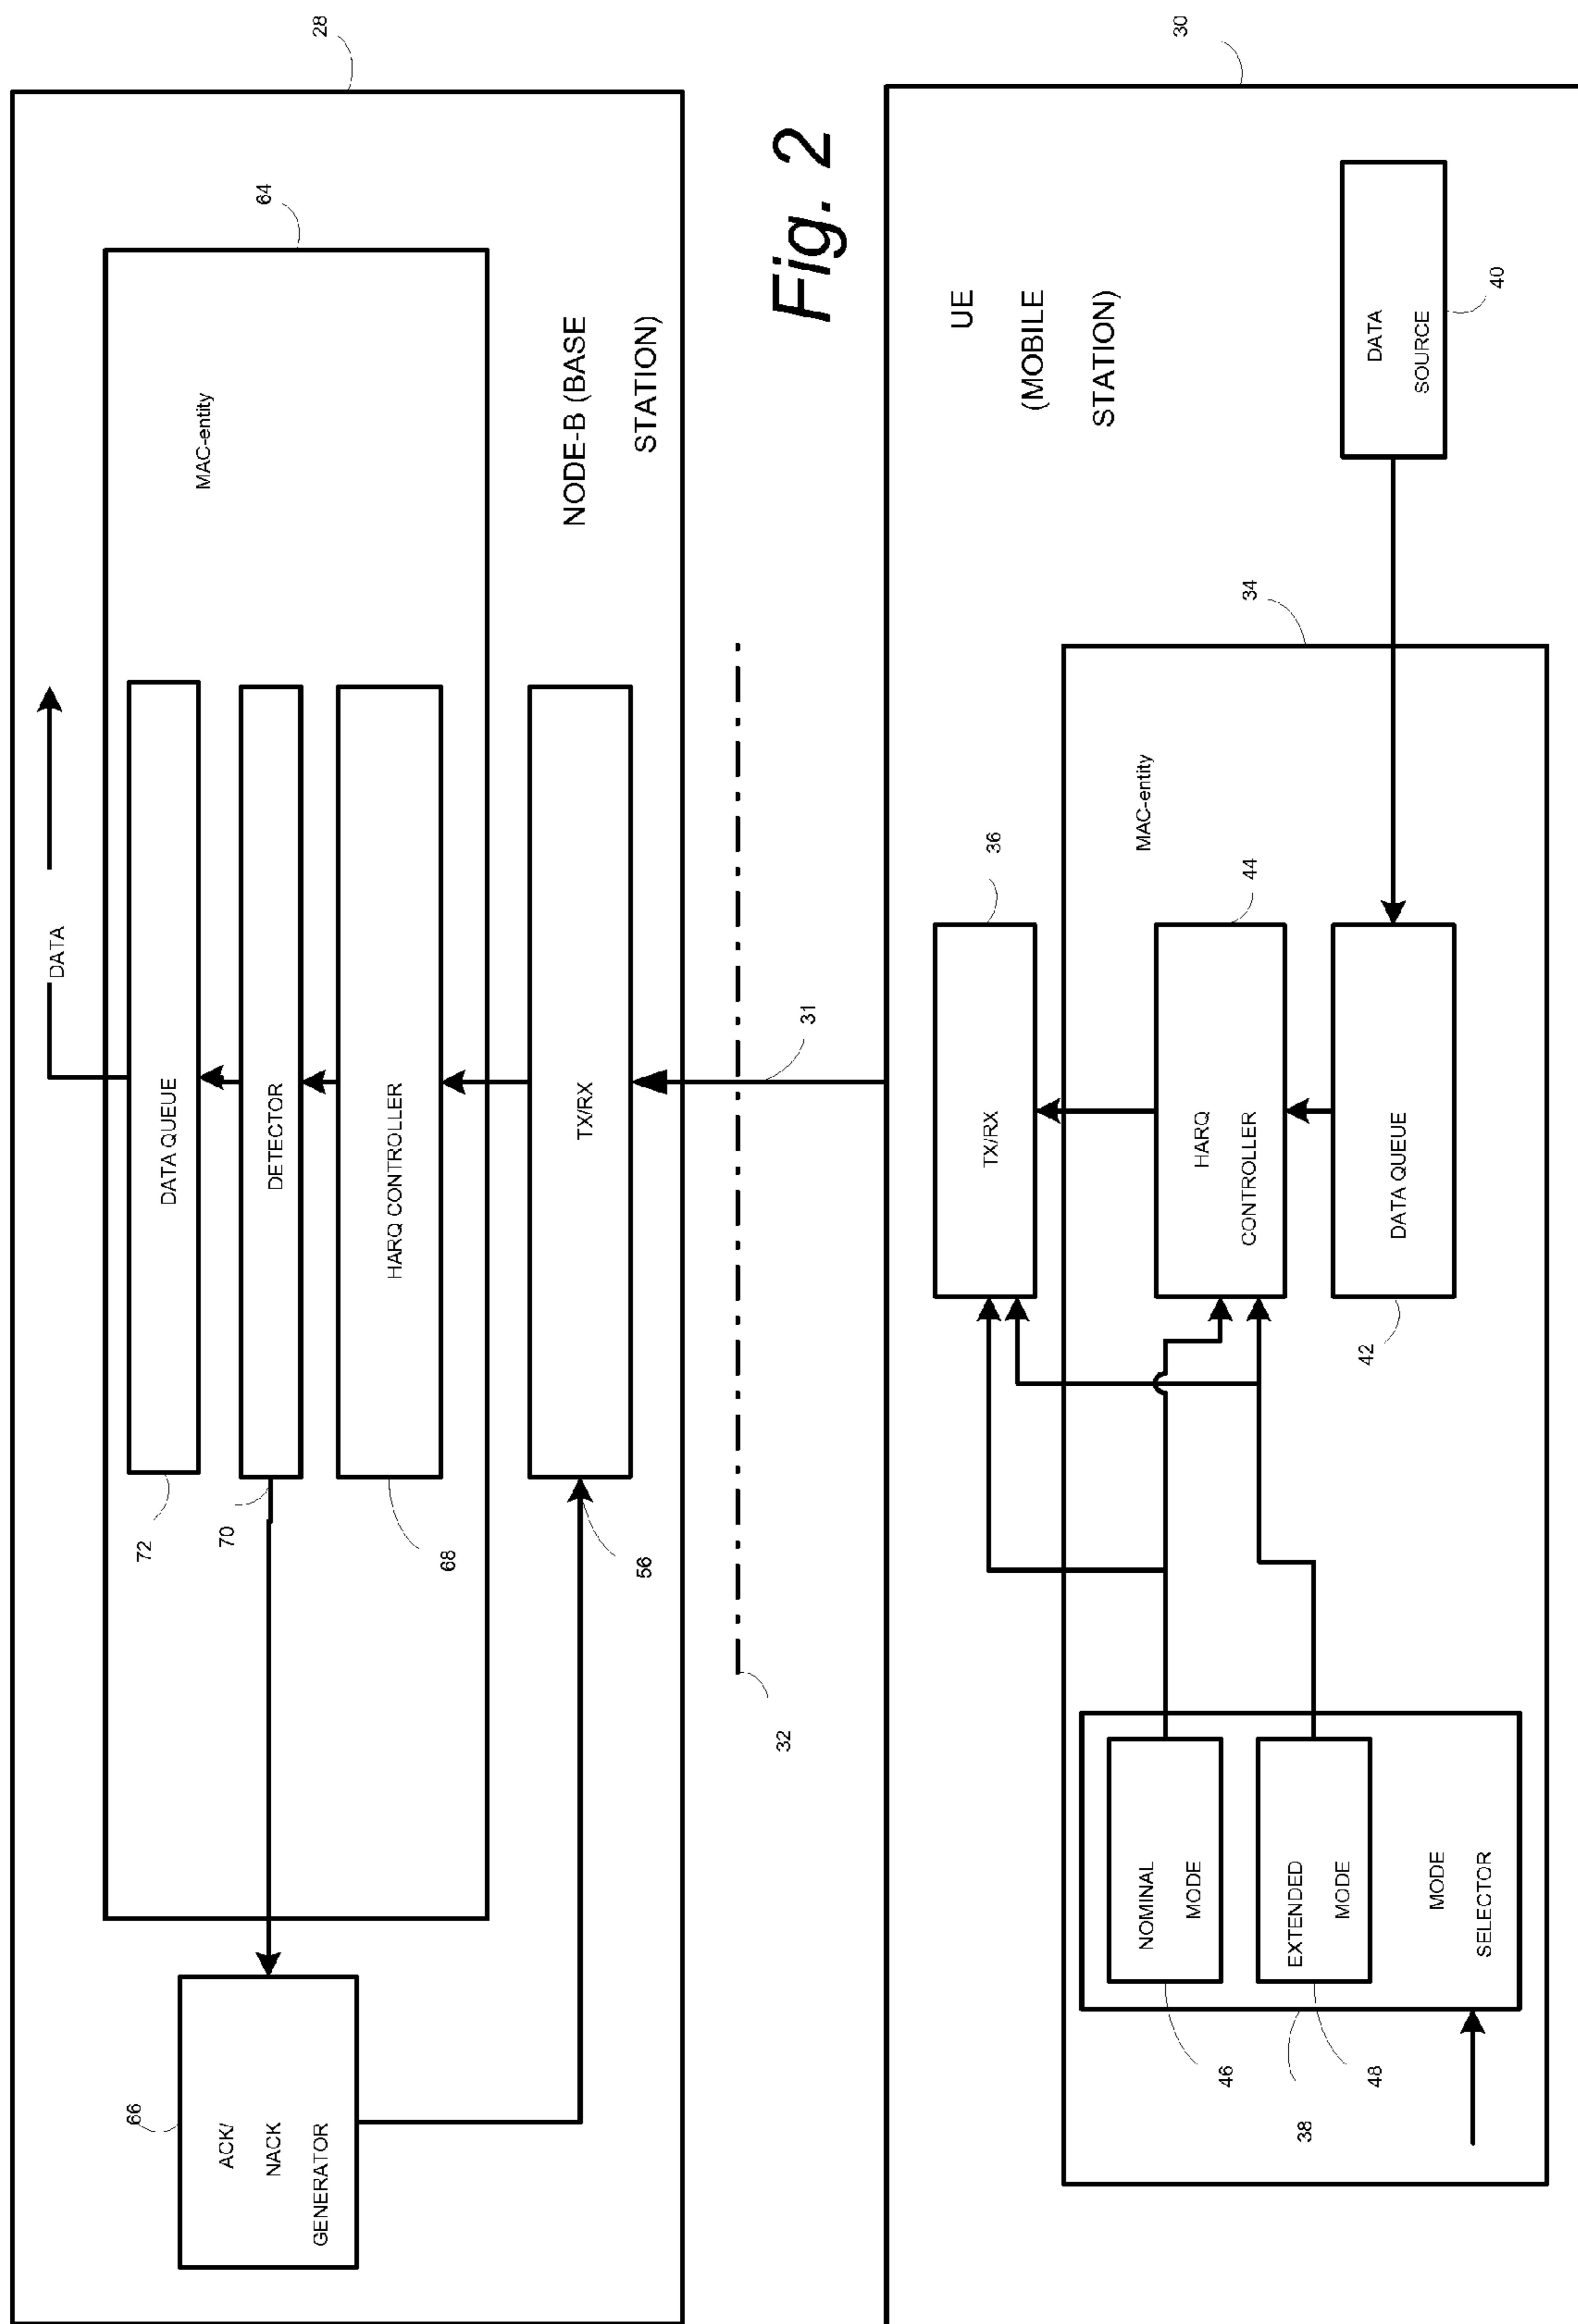 28
64
MAC-entity
DATA
DATA QUEUE
DETECTOR
HARQ CONTROLLER
TX/RX
NODE-B (BASE
STATION)
72
70
68
56
66
ACK/
NACK
GENERATOR
Fig. 2
31
32
30
UE
(MOBILE
STATION)
DATA
SOURCE
40
34
MAC-entity
36
TX/RX
44
HARQ
CONTROLLER
DATA QUEUE
42
NOMINAL
MODE
EXTENDED
MODE
MODE
SELECTOR
46
48
38